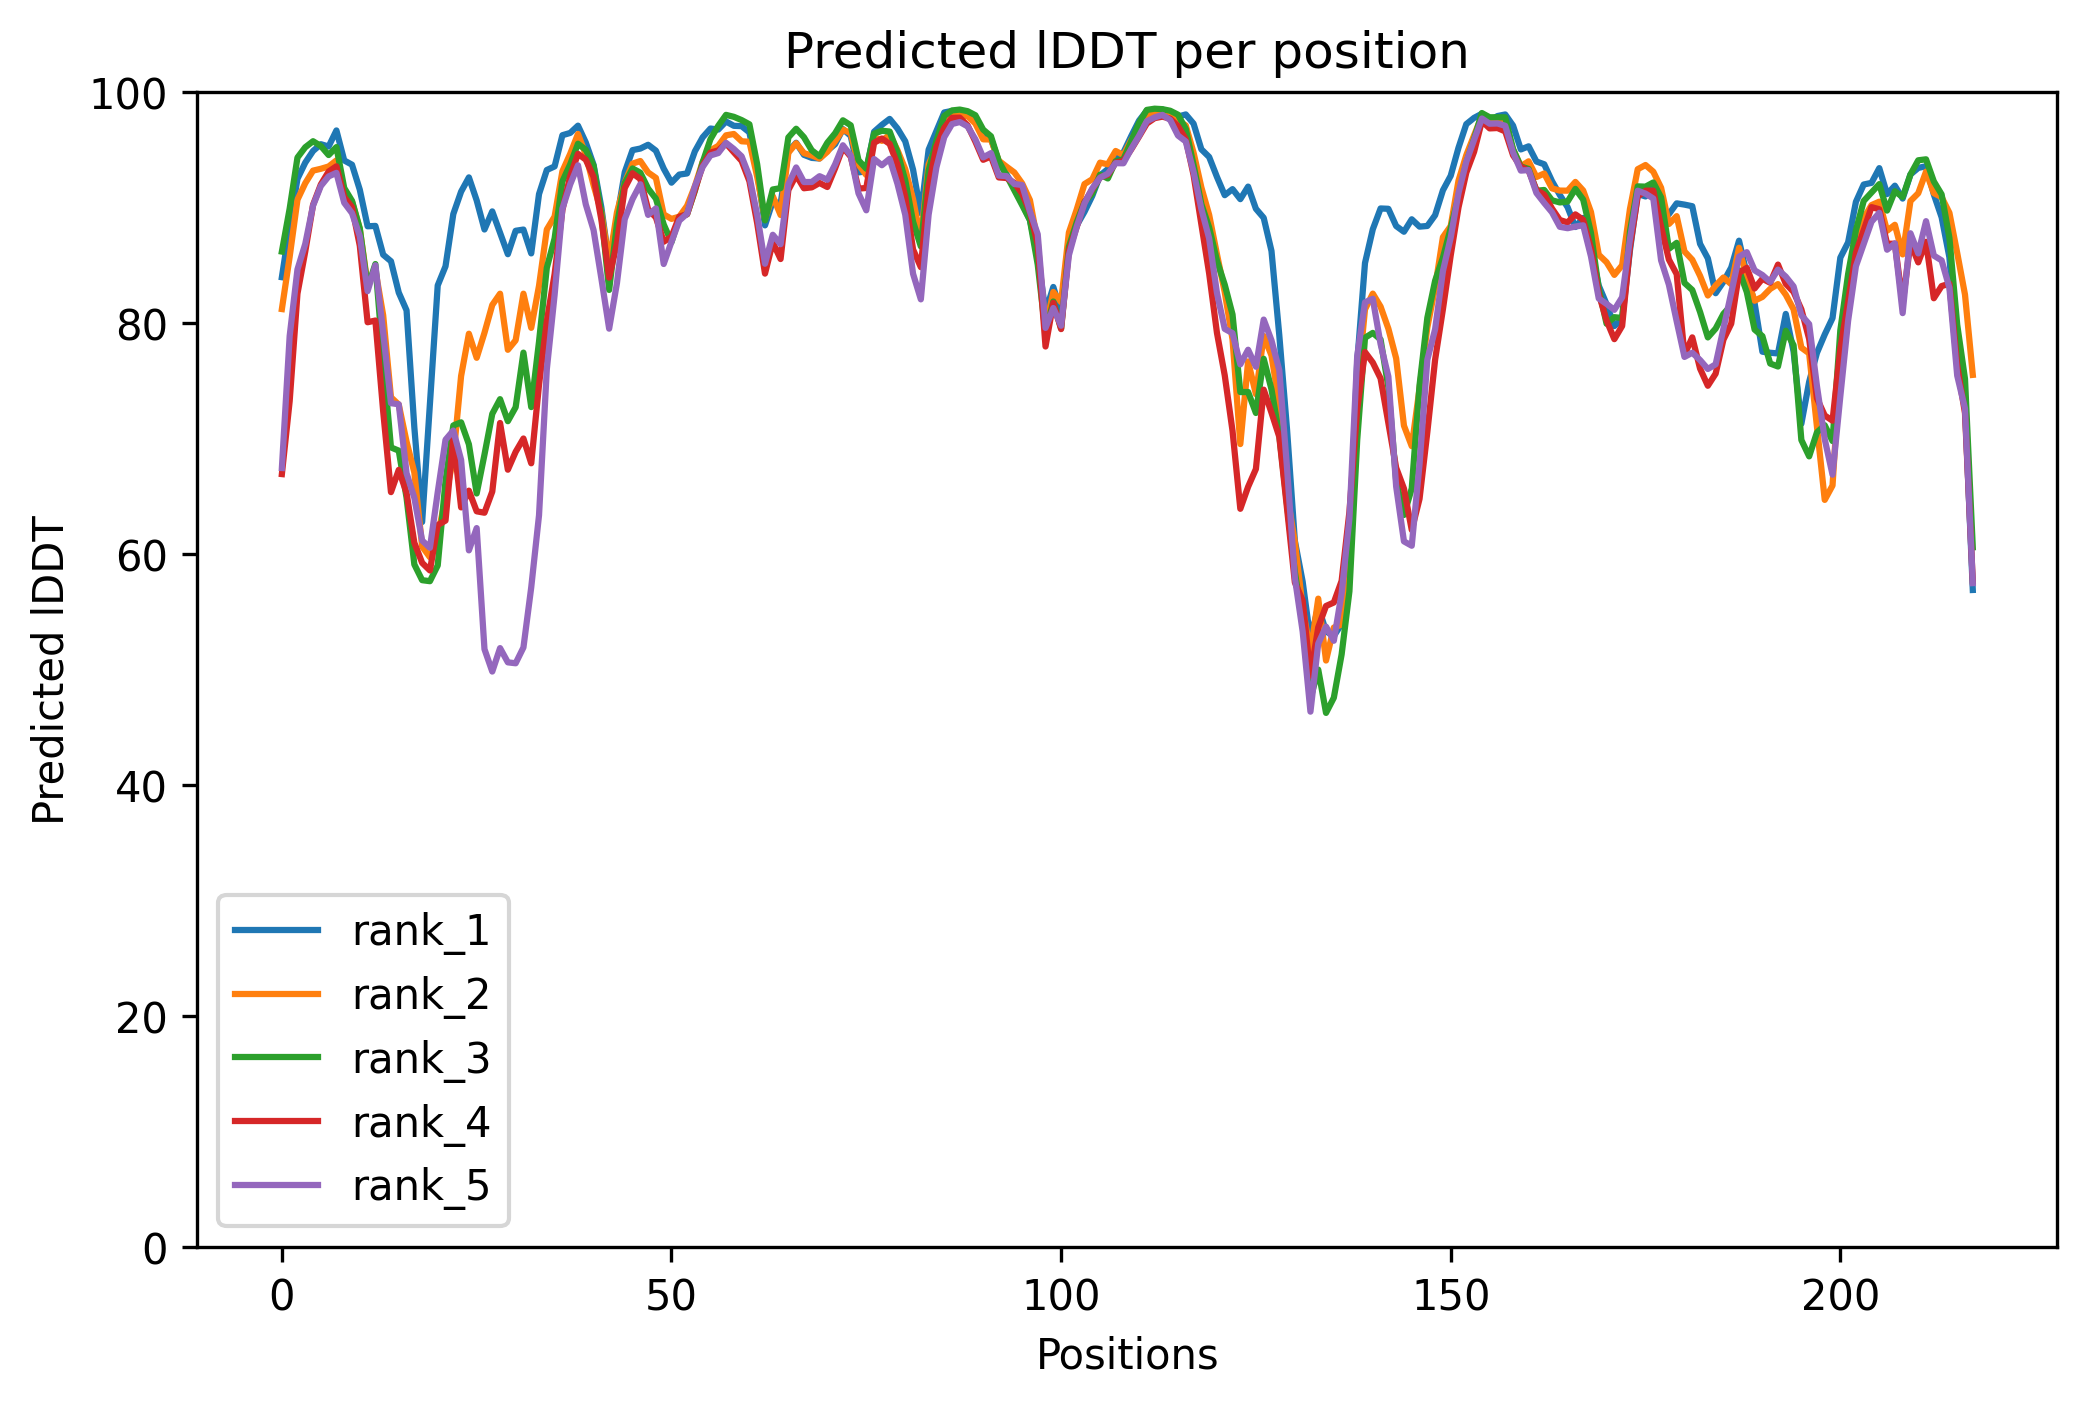 Predicted lDDT per position
100
80
60
40
20
0
Predicted lDDT
rank_1
rank_2
rank_3
rank_4
rank_5
0 50 100 150 200
Positions